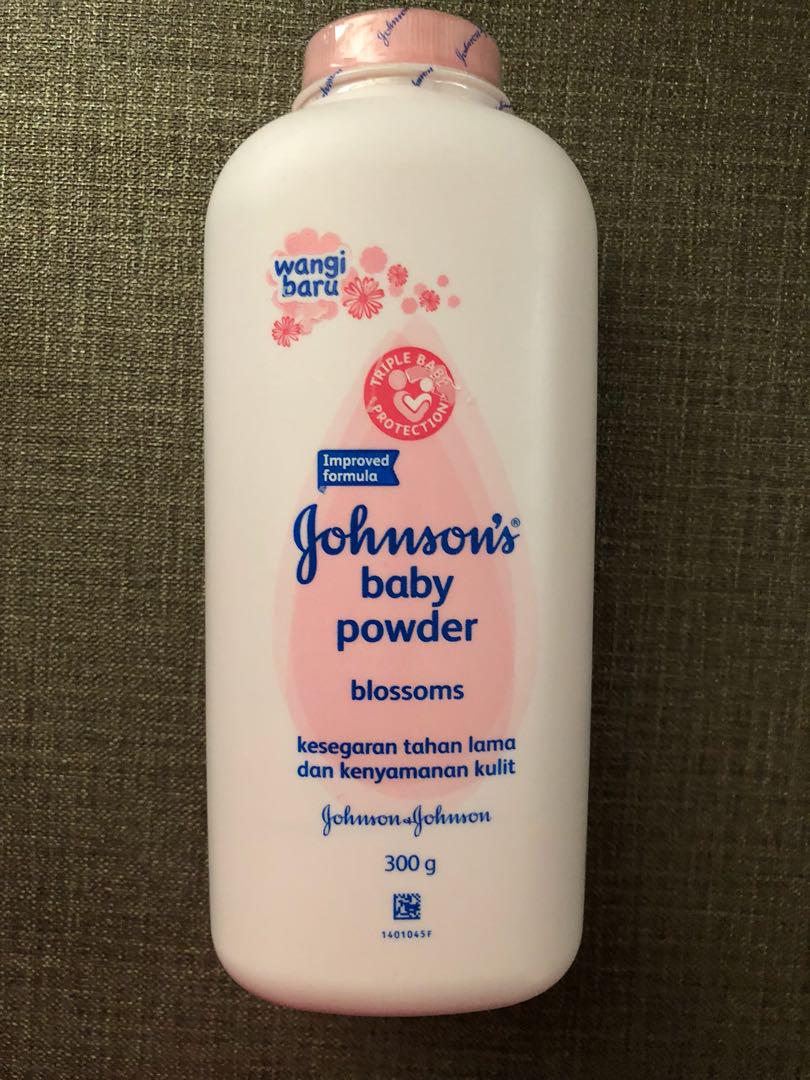 Johnson's
wangi
baru
TRIPLE BABY
PROTECTION
Improved
formula
Johnson's®
baby
powder
blossoms
kesegaran tahan lama
dan kenyamanan kulit
Johnson & Johnson
300 g
1401045F